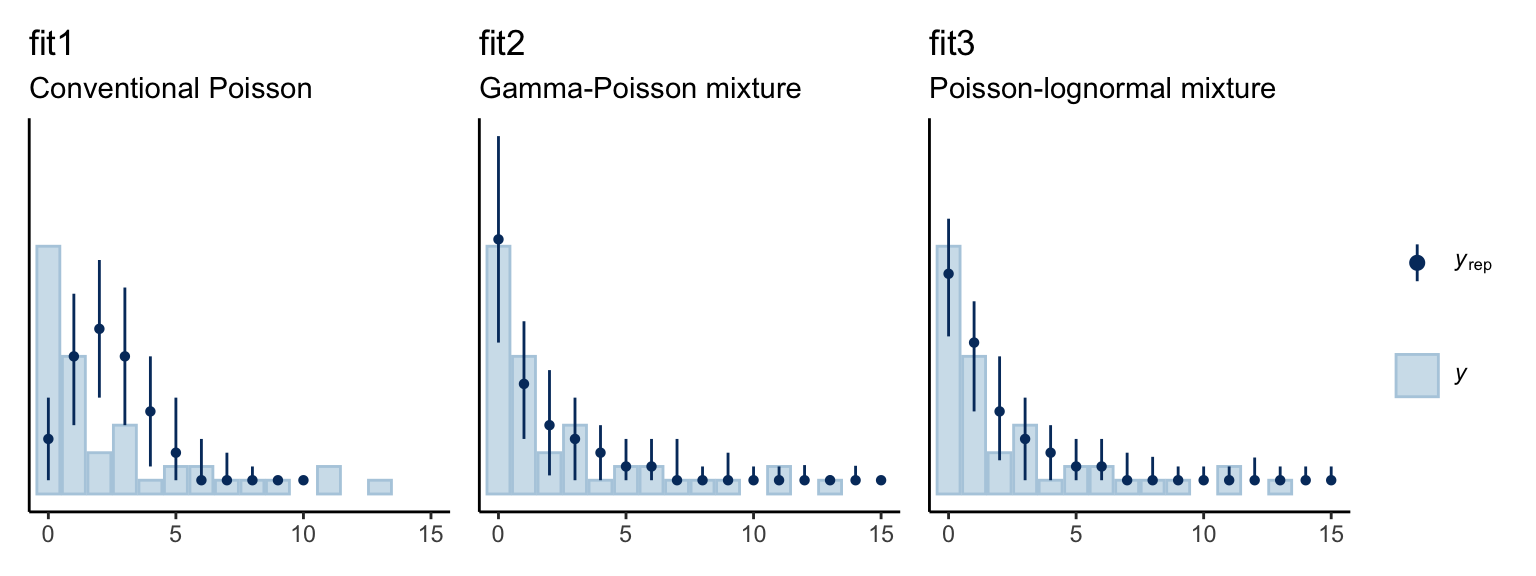 fit1
Conventional Poisson
0 5 10 15
fit2
Gamma-Poisson mixture
0 5 10 15
fit3
Poisson-lognormal mixture
0 5 10 15
yrep
y